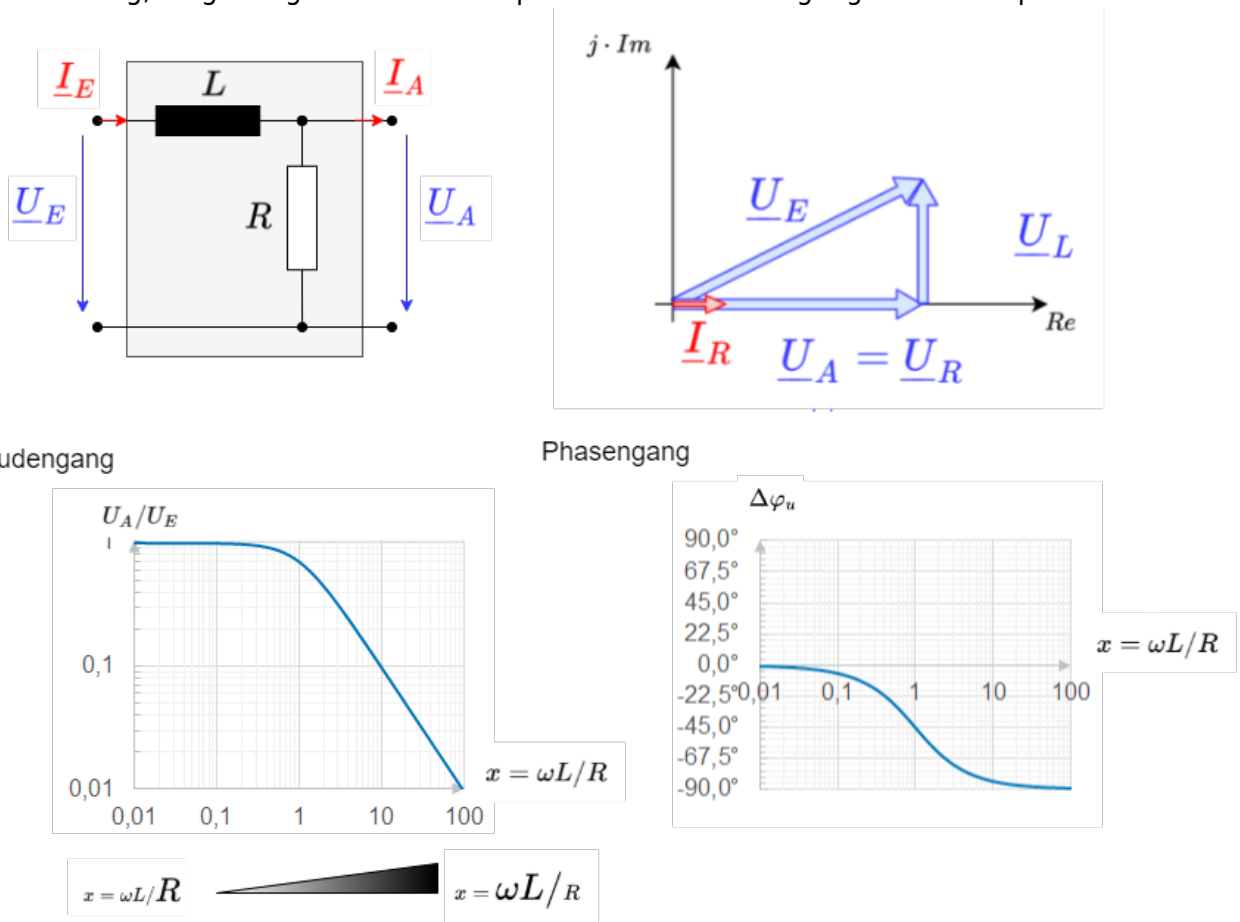 I_E
L
I_A
U_E
R
U_A
j · Im
U_E
U_L
Re
I_R
U_A = U_R
udengang
Phasengang
U_A/U_E
1
0,1
0,01
0,01 0,1 1 10 100
x = ωL/R
Δφ_u
90,0°
67,5°
45,0°
22,5°
0,0°
-22,5°
-45,0°
-67,5°
-90,0°
0,01 0,1 1 10 100
x = ωL/R
x = ωL/R
x = ωL/R